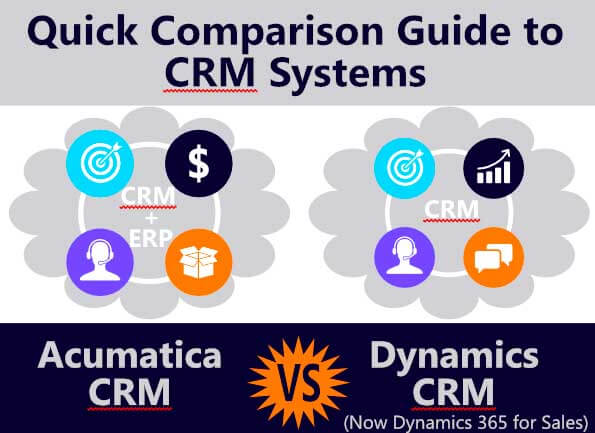 Quick Comparison Guide to
CRM Systems
$
CRM
+
ERP
CRM
Acumatica
CRM
VS
Dynamics
CRM
(Now Dynamics 365 for Sales)